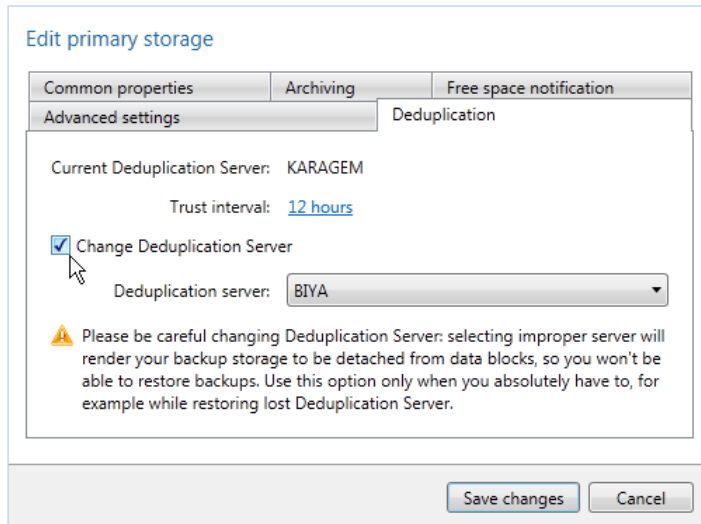 Edit primary storage
Common properties Archiving Free space notification
Advanced settings Deduplication
Current Deduplication Server: KARAGEM
Trust interval: 12 hours
Change Deduplication Server
Deduplication server: BIYA
Please be careful changing Deduplication Server: selecting improper server will
render your backup storage to be detached from data blocks, so you won't be
able to restore backups. Use this option only when you absolutely have to, for
example while restoring lost Deduplication Server.
Save changes Cancel